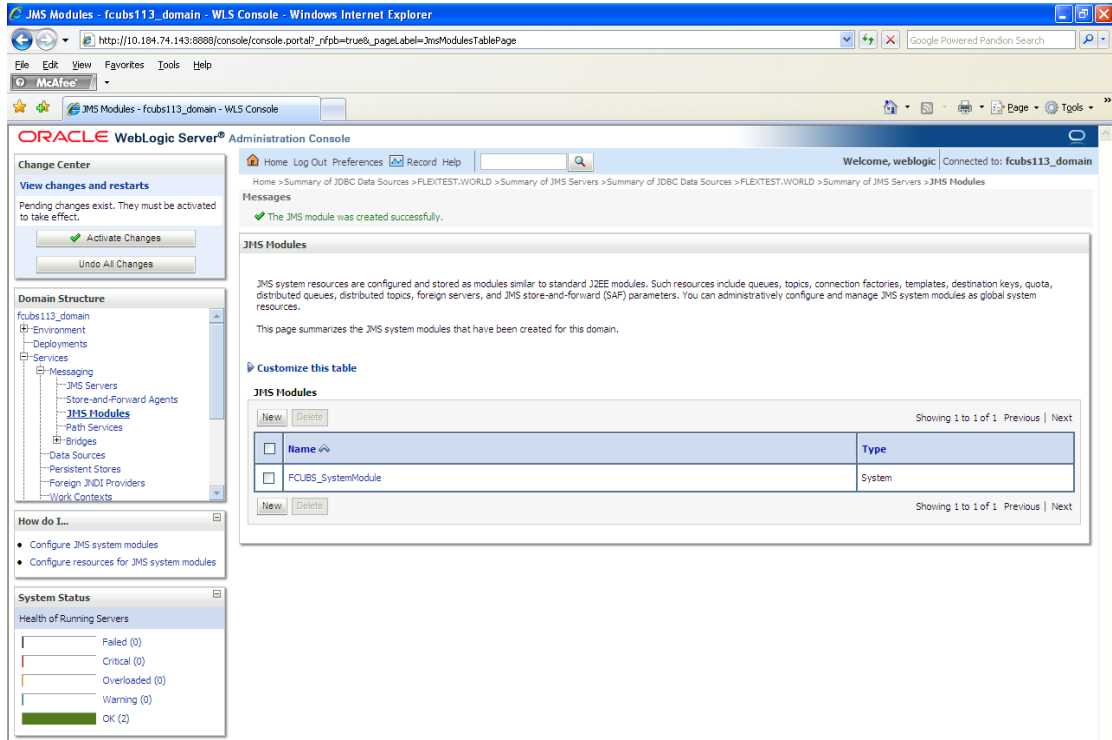 JMS Modules - fcubs113_domain - WLS Console - Windows Internet Explorer
http://10.184.74.143:8888/console/console.portal?_nfpb=true&_pageLabel=JmsModulesTablePage
Google Powered Pandion Search
File Edit View Favorites Tools Help
McAfee
JMS Modules - fcubs113_domain - WLS Console
Page Tools »
ORACLE WebLogic Server® Administration Console
Change Center
View changes and restarts
Pending changes exist. They must be activated
to take effect.
Activate Changes
Undo All Changes
Domain Structure
fcubs113_domain
Environment
Deployments
Services
Messaging
JMS Servers
Store-and-Forward Agents
JMS Modules
Path Services
Bridges
Data Sources
Persistent Stores
Foreign JNDI Providers
Work Contexts
How do I...
Configure JMS system modules
Configure resources for JMS system modules
System Status
Health of Running Servers
Failed (0)
Critical (0)
Overloaded (0)
Warning (0)
OK (2)
Home Log Out Preferences Record Help
Welcome, weblogic Connected to: fcubs113_domain
Home >Summary of JDBC Data Sources >FLEXTEST.WORLD >Summary of JMS Servers >Summary of JDBC Data Sources >FLEXTEST.WORLD >Summary of JMS Servers >JMS Modules
Messages
The JMS module was created successfully.
JMS Modules
JMS system resources are configured and stored as modules similar to standard J2EE modules. Such resources include queues, topics, connection factories, templates, destination keys, quota,
distributed queues, distributed topics, foreign servers, and JMS store-and-forward (SAF) parameters. You can administratively configure and manage JMS system modules as global system
resources.
This page summarizes the JMS system modules that have been created for this domain.
Customize this table
JMS Modules
New Delete Showing 1 to 1 of 1 Previous | Next
Name Type
FCUBS_SystemModule System
New Delete Showing 1 to 1 of 1 Previous | Next